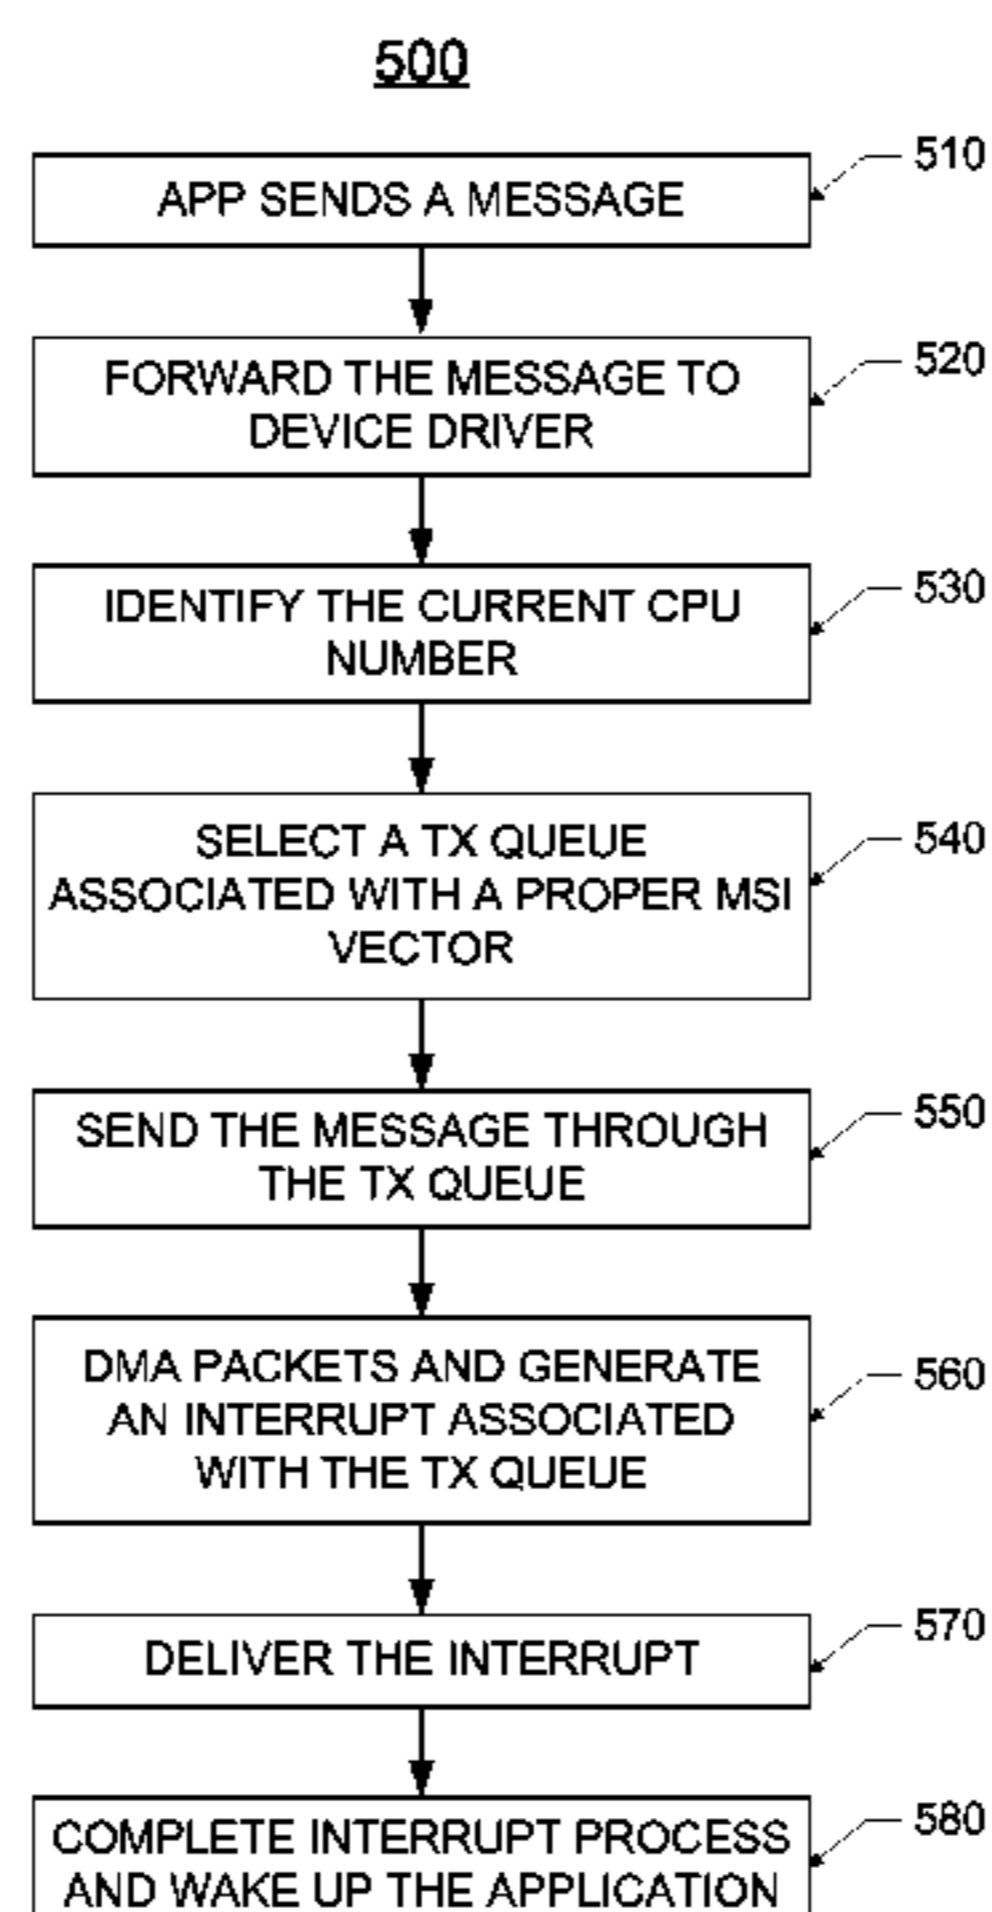 500
APP SENDS A MESSAGE
510
FORWARD THE MESSAGE TO
DEVICE DRIVER
520
IDENTIFY THE CURRENT CPU
NUMBER
530
SELECT A TX QUEUE
ASSOCIATED WITH A PROPER MSI
VECTOR
540
SEND THE MESSAGE THROUGH
THE TX QUEUE
550
DMA PACKETS AND GENERATE
AN INTERRUPT ASSOCIATED
WITH THE TX QUEUE
560
DELIVER THE INTERRUPT
570
COMPLETE INTERRUPT PROCESS
AND WAKE UP THE APPLICATION
580